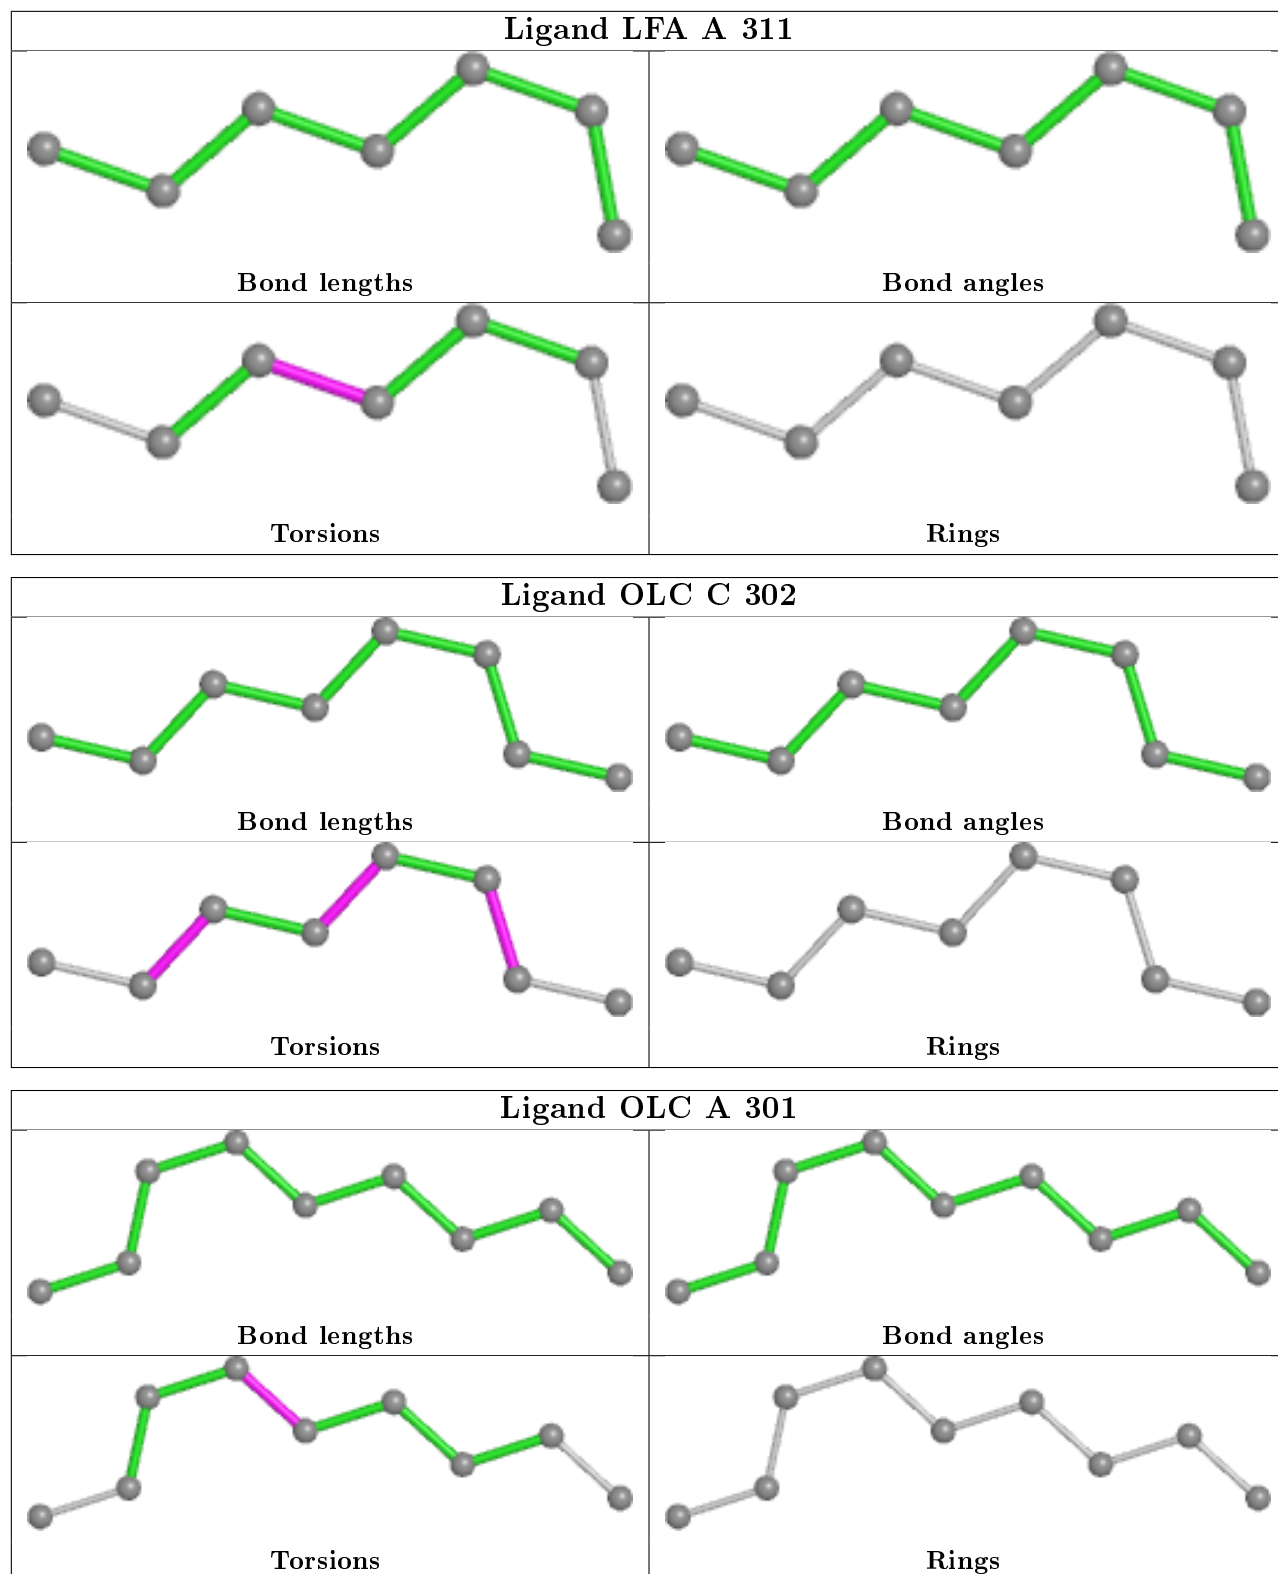 Ligand LFA A 311
Bond lengths
Bond angles
Torsions
Rings
Ligand OLC C 302
Bond lengths
Bond angles
Torsions
Rings
Ligand OLC A 301
Bond lengths
Bond angles
Torsions
Rings